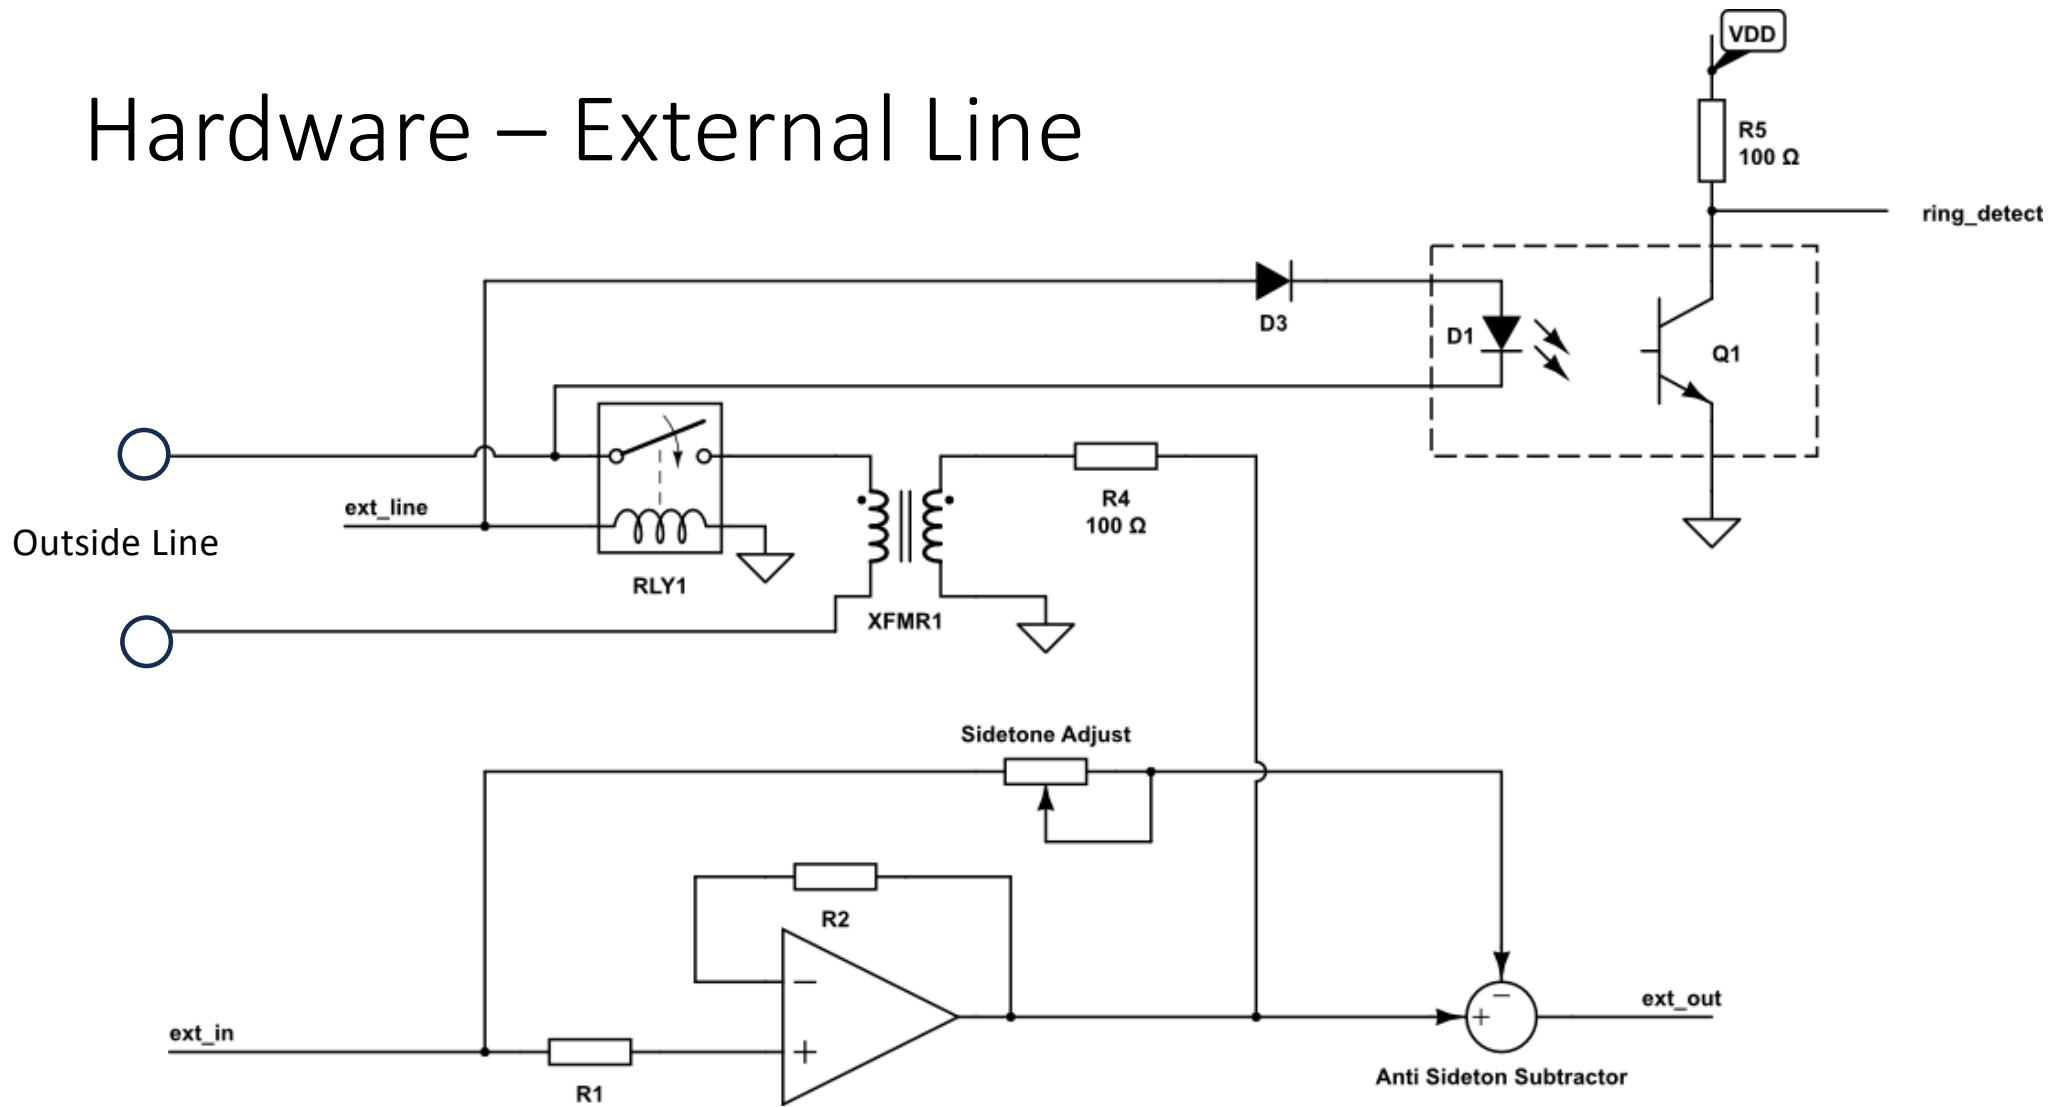 VDD
Hardware – External Line
R5
100 Ω
ring_detect
D3
D1
Q1
ext_line
R4
100 Ω
Outside Line
RLY1
XFMR1
Sidetone Adjust
R2
−
−
ext_out
ext_in
+
+
Anti Sideton Subtractor
R1